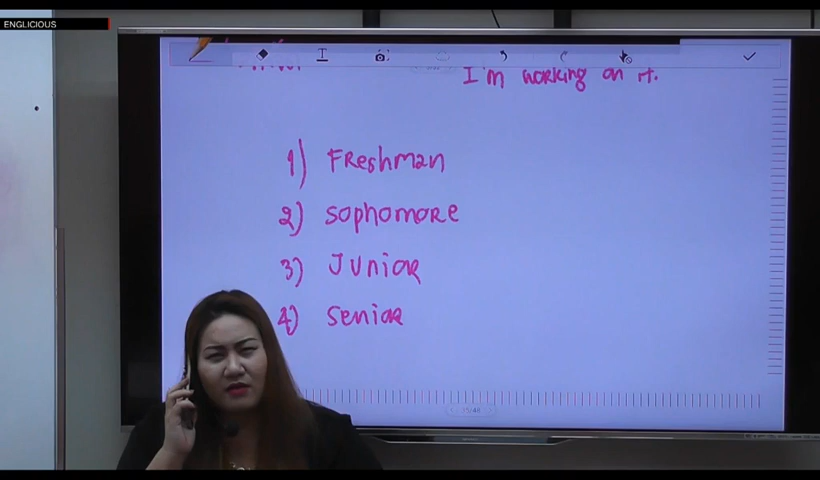 ENGLICIOUS
I'm working on it.
1) Freshman
2) sophomore
3) Junior
4) senior